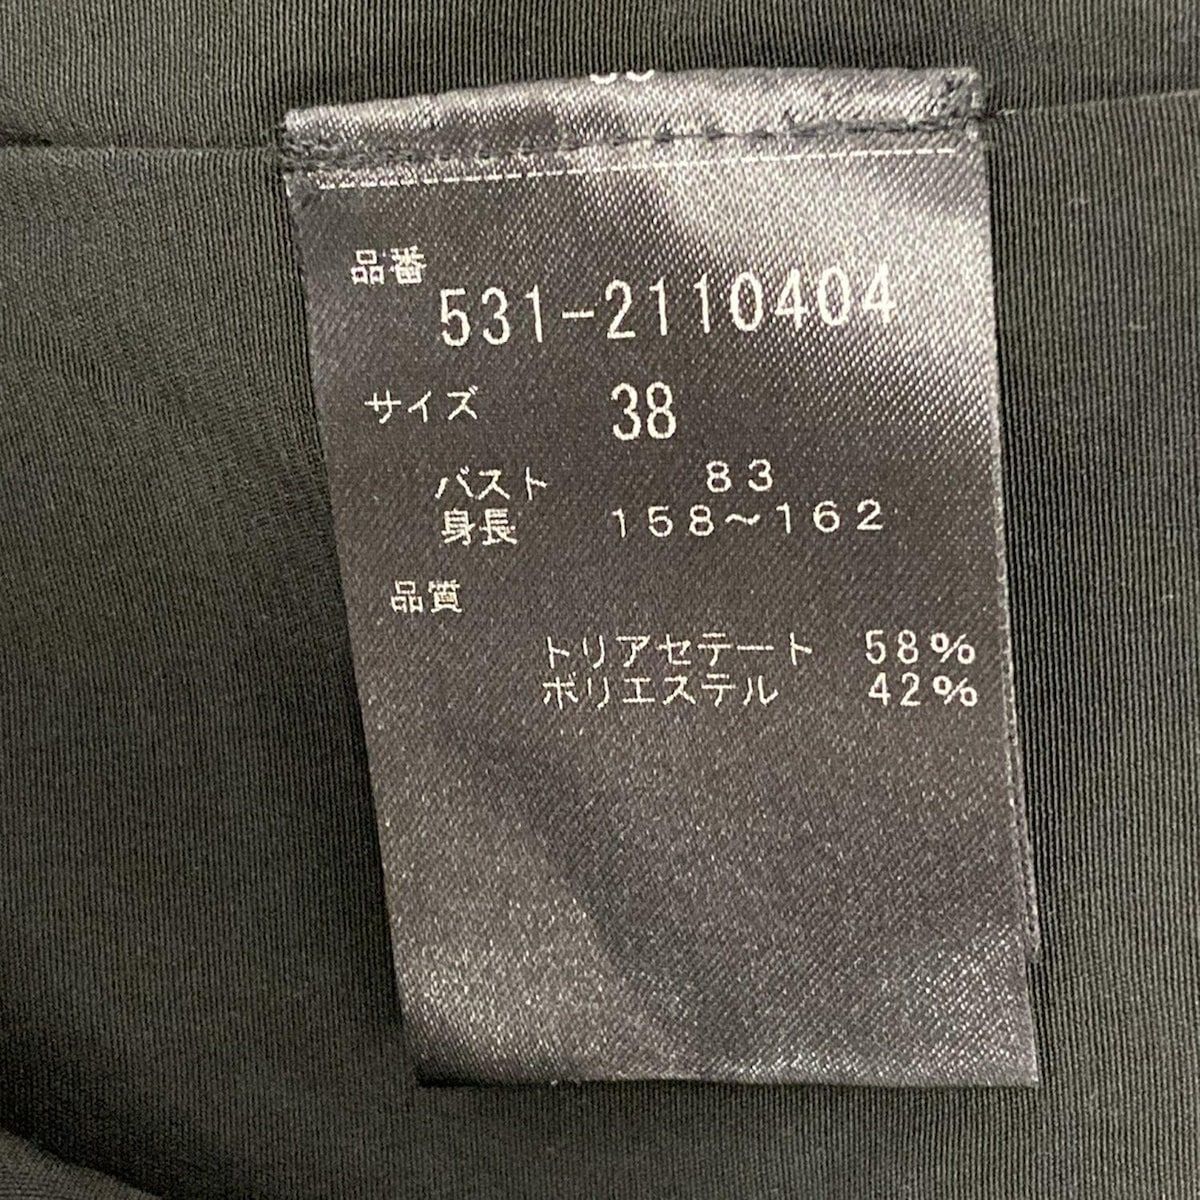 品番
531-2110404
サイズ 38
バスト 83
身長 158～162
品質
トリアセテート 58%
ポリエステル 42%